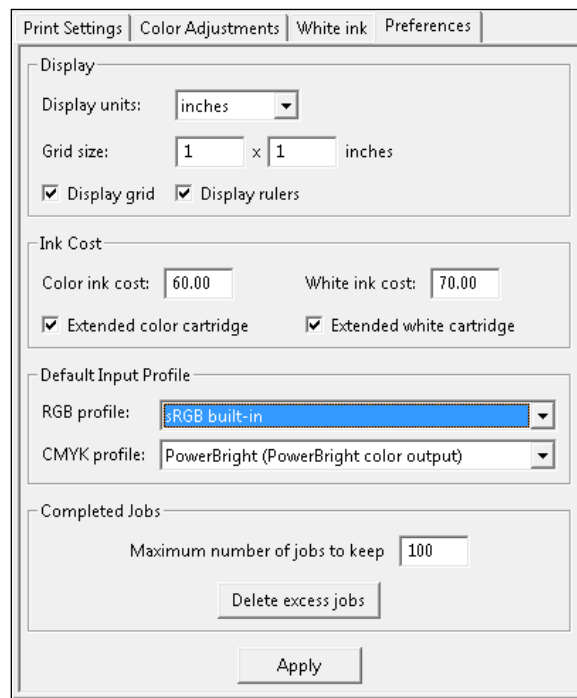 Print Settings Color Adjustments White ink Preferences
Display
Display units: inches
Grid size: 1 x 1 inches
Display grid Display rulers
Ink Cost
Color ink cost: 60.00 White ink cost: 70.00
Extended color cartridge Extended white cartridge
Default Input Profile
RGB profile: sRGB built-in
CMYK profile: PowerBright (PowerBright color output)
Completed Jobs
Maximum number of jobs to keep 100
Delete excess jobs
Apply